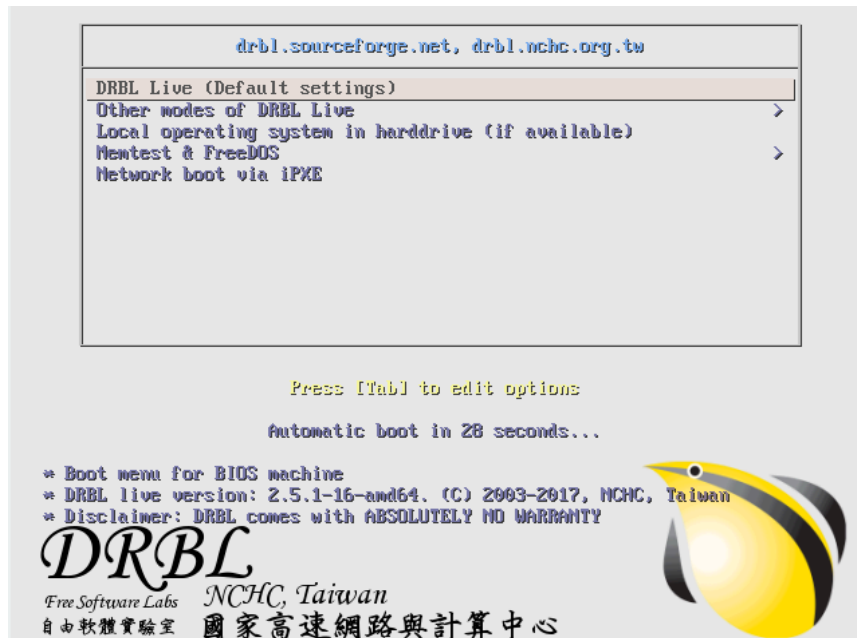 drbl.sourceforge.net, drbl.nchc.org.tw
DRBL Live (Default settings)
Other modes of DRBL Live >
Local operating system in harddrive (if available)
Memtest & FreeDOS >
Network boot via iPXE
Press [Tab] to edit options
Automatic boot in 28 seconds...
* Boot menu for BIOS machine
* DRBL live version: 2.5.1-16-amd64. (C) 2003-2017, NCHC, Taiwan
* Disclaimer: DRBL comes with ABSOLUTELY NO WARRANTY
DRBL
Free Software Labs NCHC, Taiwan
自由軟體實驗室 國家高速網路與計算中心